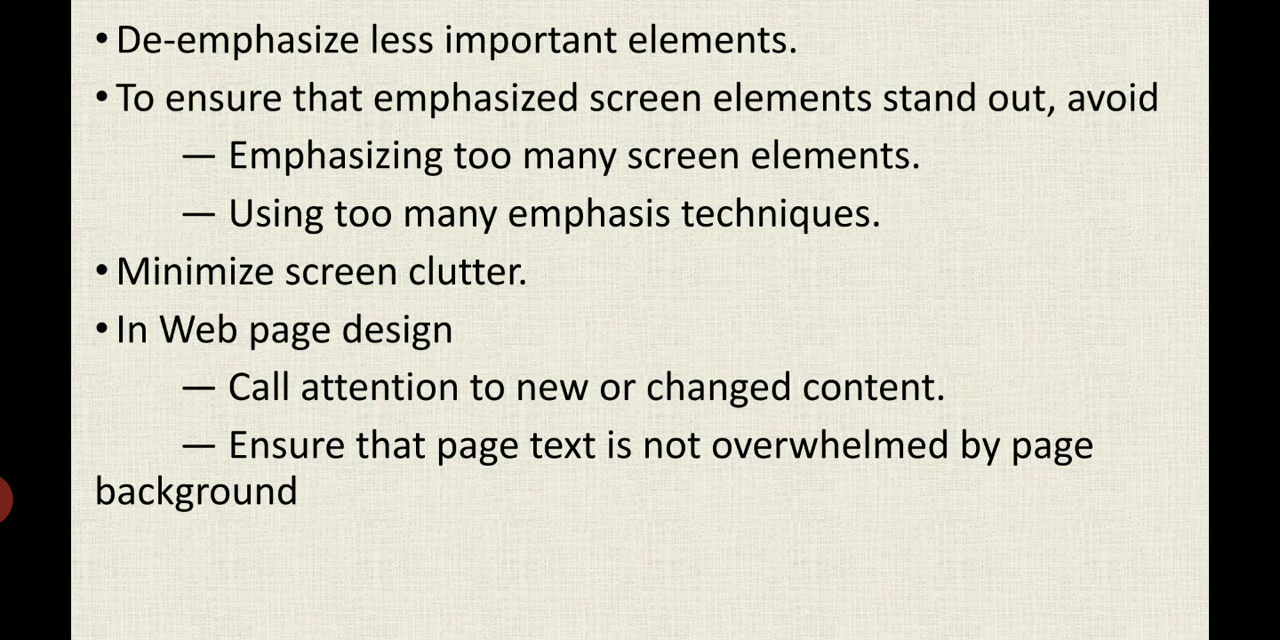 • De-emphasize less important elements.
• To ensure that emphasized screen elements stand out, avoid
— Emphasizing too many screen elements.
— Using too many emphasis techniques.
• Minimize screen clutter.
• In Web page design
— Call attention to new or changed content.
— Ensure that page text is not overwhelmed by page
background